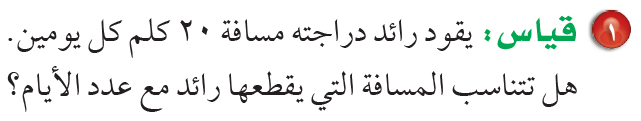 ١ قياس: يقود رائد دراجته مسافة ٢٠ كلم كل يومين.
هل تتناسب المسافة التي يقطعها رائد مع عدد الأيام؟